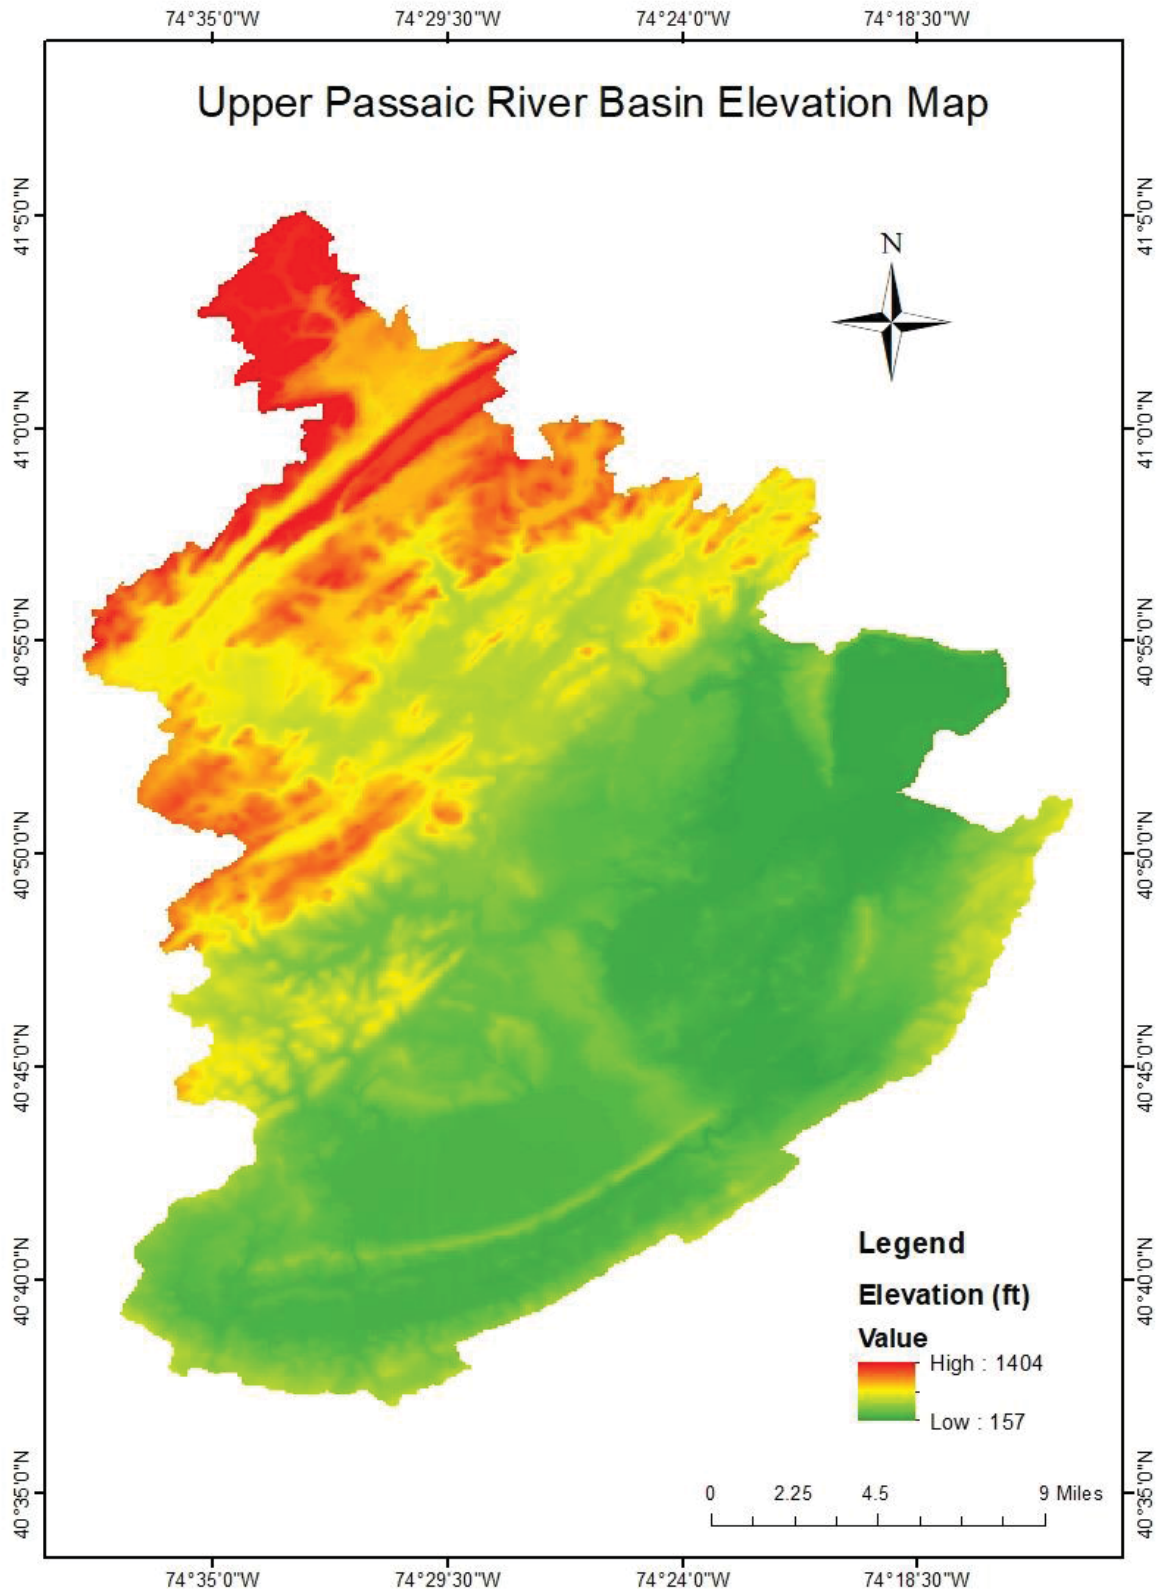 74°35'0"W 74°29'30"W 74°24'0"W 74°18'30"W
Upper Passaic River Basin Elevation Map
41°5'0"N 41°5'0"N
N
41°0'0"N 41°0'0"N
40°55'0"N 40°55'0"N
40°50'0"N 40°50'0"N
40°45'0"N 40°45'0"N
40°40'0"N 40°40'0"N
Legend
Elevation (ft)
Value
High : 1404
Low : 157
0 2.25 4.5 9 Miles
40°35'0"N 40°35'0"N
74°35'0"W 74°29'30"W 74°24'0"W 74°18'30"W